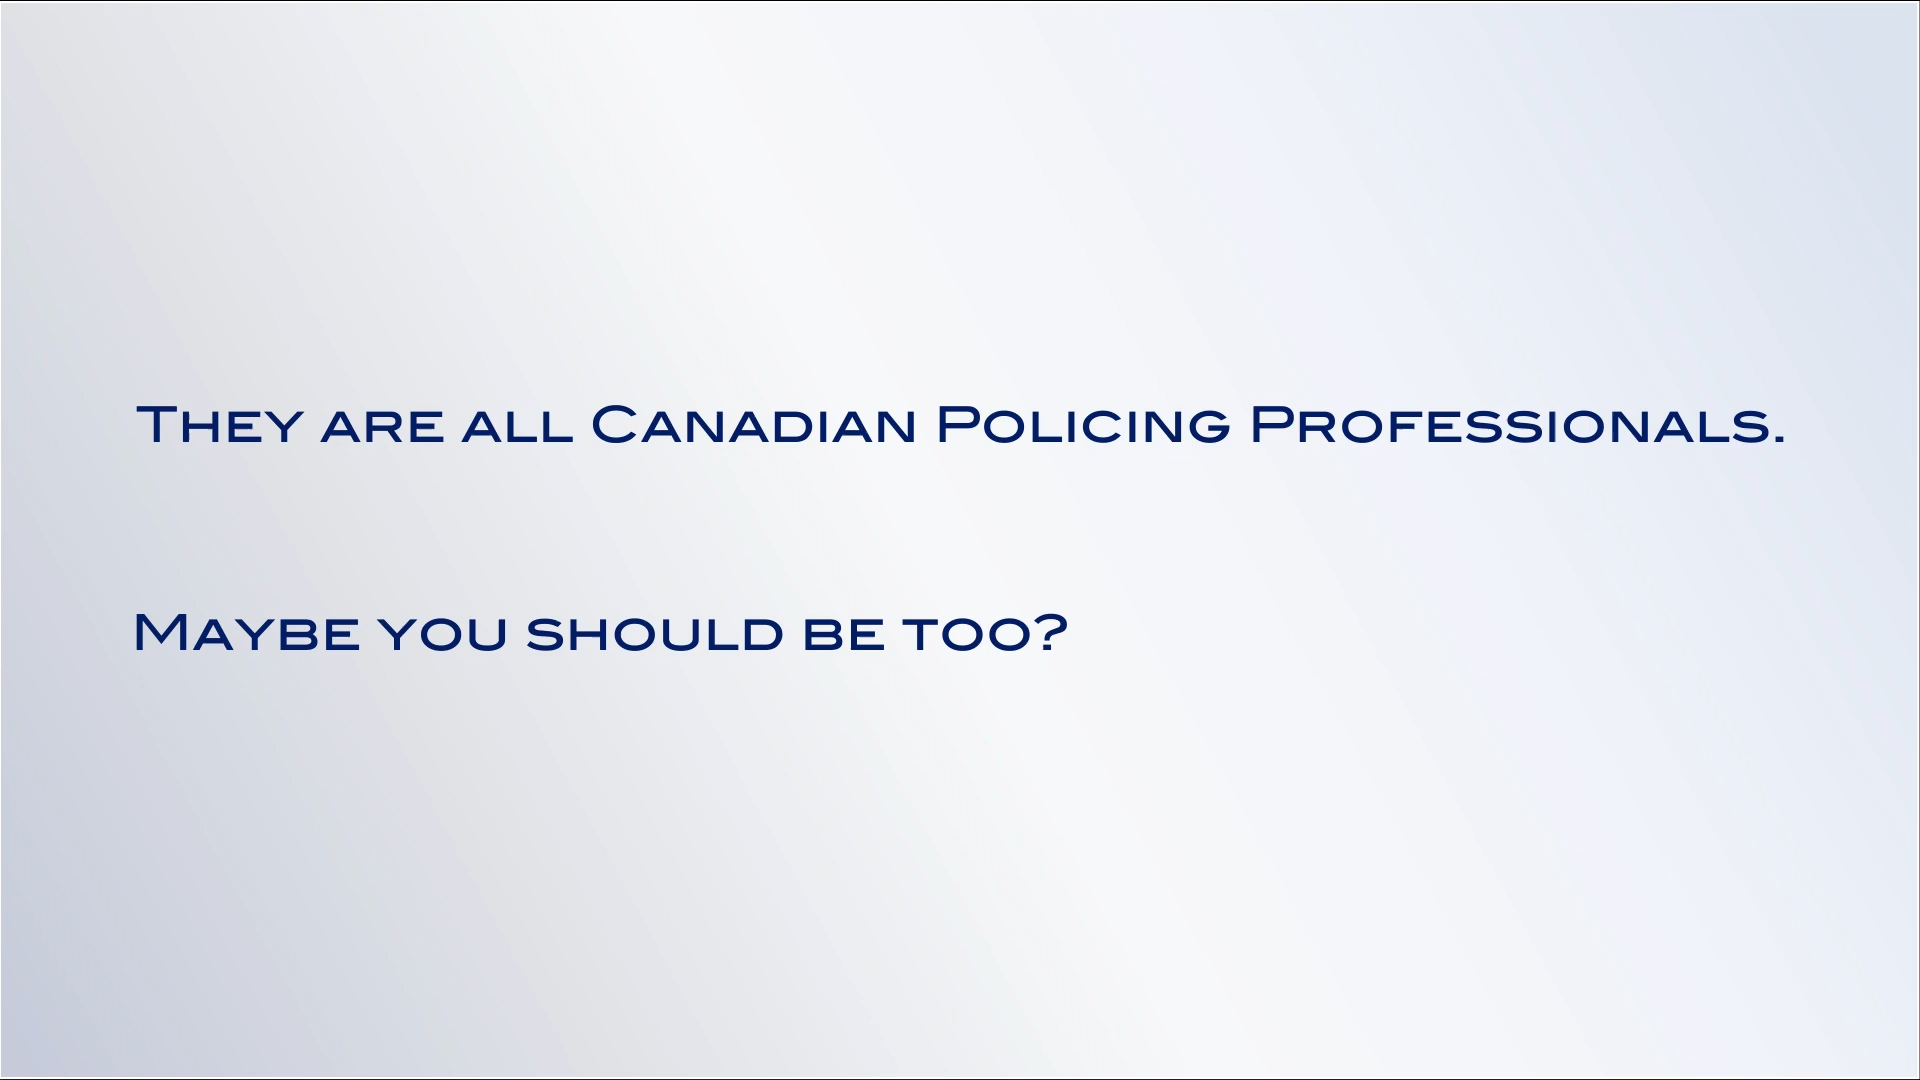 They are all Canadian Policing Professionals.
Maybe you should be too?